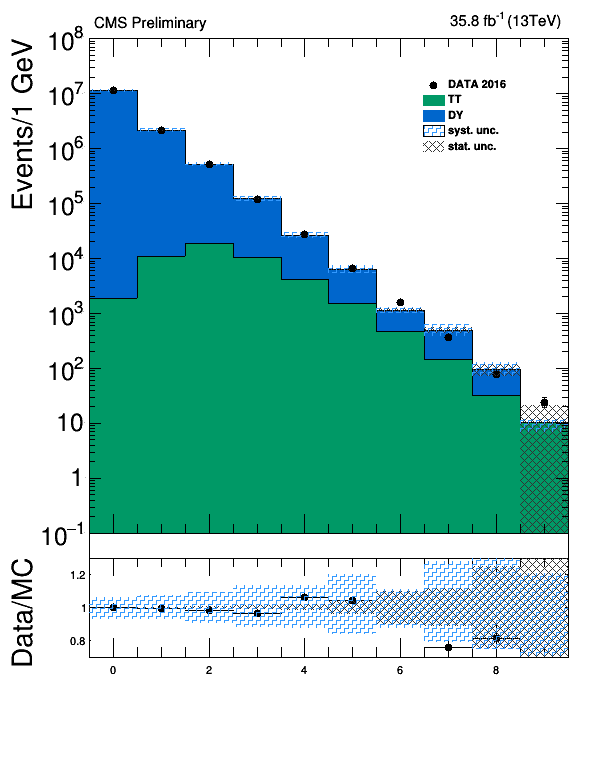 CMS Preliminary 35.8 fb⁻¹ (13TeV)
Events/1 GeV
10⁸
10⁷
10⁶
10⁵
10⁴
10³
10²
10
1
10⁻¹
DATA 2016
TT
DY
syst. unc.
stat. unc.
Data/MC
1.2
1
0.8
0 2 4 6 8